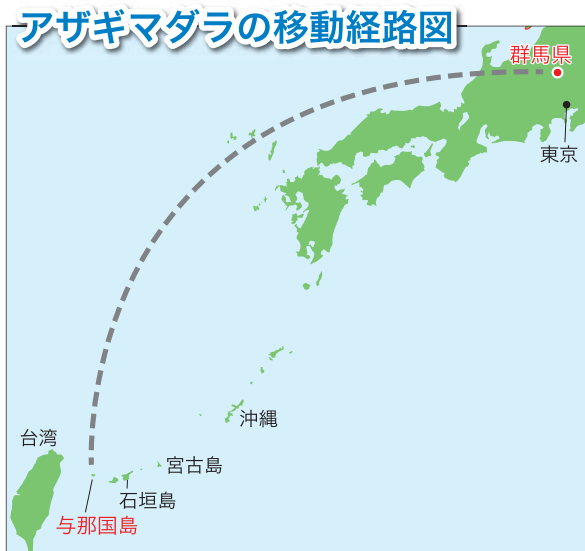 アザギマダラの移動経路図
群馬県
東京
沖縄
台湾
宮古島
石垣島
与那国島